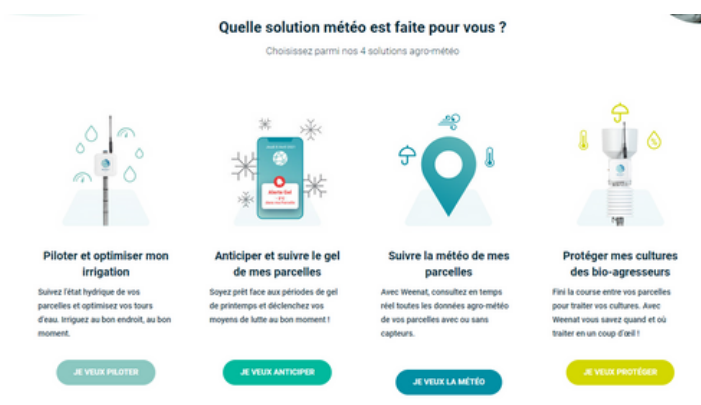 Quelle solution météo est faite pour vous ?
Choisissez parmi nos 4 solutions agro-météo
Alerte Gel
Piloter et optimiser mon
irrigation
Suivez l'état hydrique de vos
parcelles et optimisez vos tours
d'eau. Irriguez au bon endroit, au bon
moment.
JE VEUX PILOTER
Anticiper et suivre le gel
de mes parcelles
Soyez prêt face aux périodes de gel
de printemps et déclenchez vos
moyens de lutte au bon moment !
JE VEUX ANTICIPER
Suivre la météo de mes
parcelles
Avec Weenat, consultez en temps
réel toutes les données agro-météo
de vos parcelles avec ou sans
capteurs.
JE VEUX LA MÉTÉO
Protéger mes cultures
des bio-agresseurs
Fini la course entre vos parcelles
pour traiter vos cultures. Avec
Weenat vous savez quand et où
traiter en un coup d'œil !
JE VEUX PROTÉGER